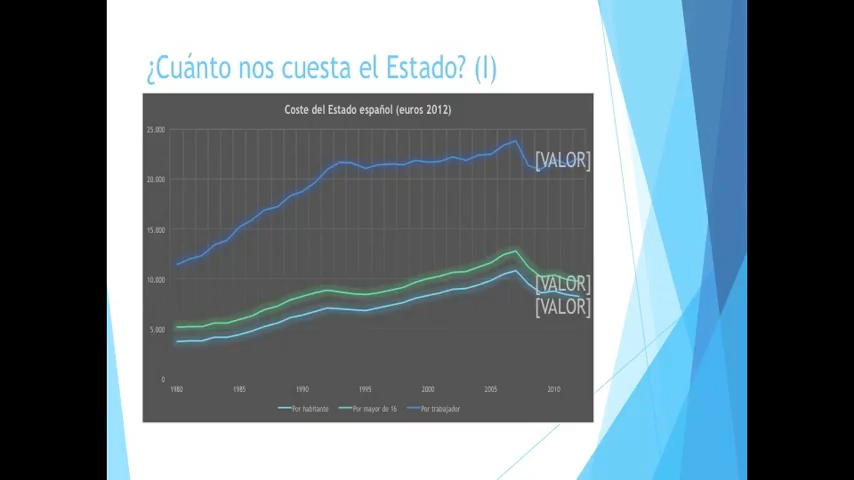 ¿Cuánto nos cuesta el Estado? (I)
Coste del Estado español (euros 2012)
25.000
20.000
15.000
10.000
5.000
0
[VALOR]
[VALOR]
[VALOR]
1980 1985 1990 1995 2000 2005 2010
Por habitante Por mayor de 16 Por trabajador